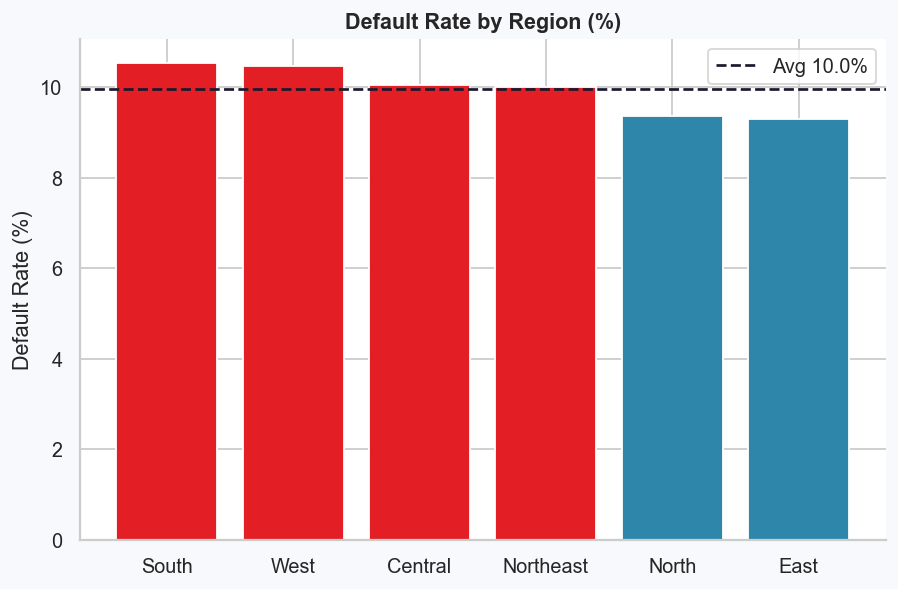 Default Rate by Region (%)
Avg 10.0%
Default Rate (%)
10
8
6
4
2
0
South West Central Northeast North East